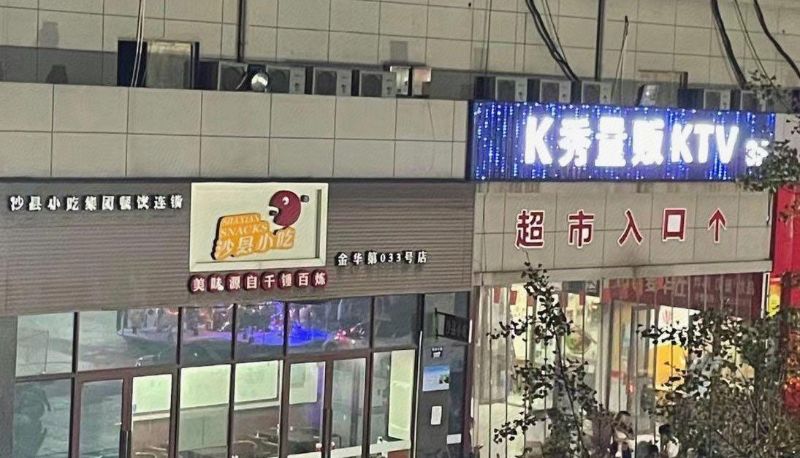 沙县小吃集团餐饮连锁
SHAXIAN
SNACKS
沙县小吃
金华第033号店
美味源自千锤百炼
K秀量贩KTV
超市入口↑